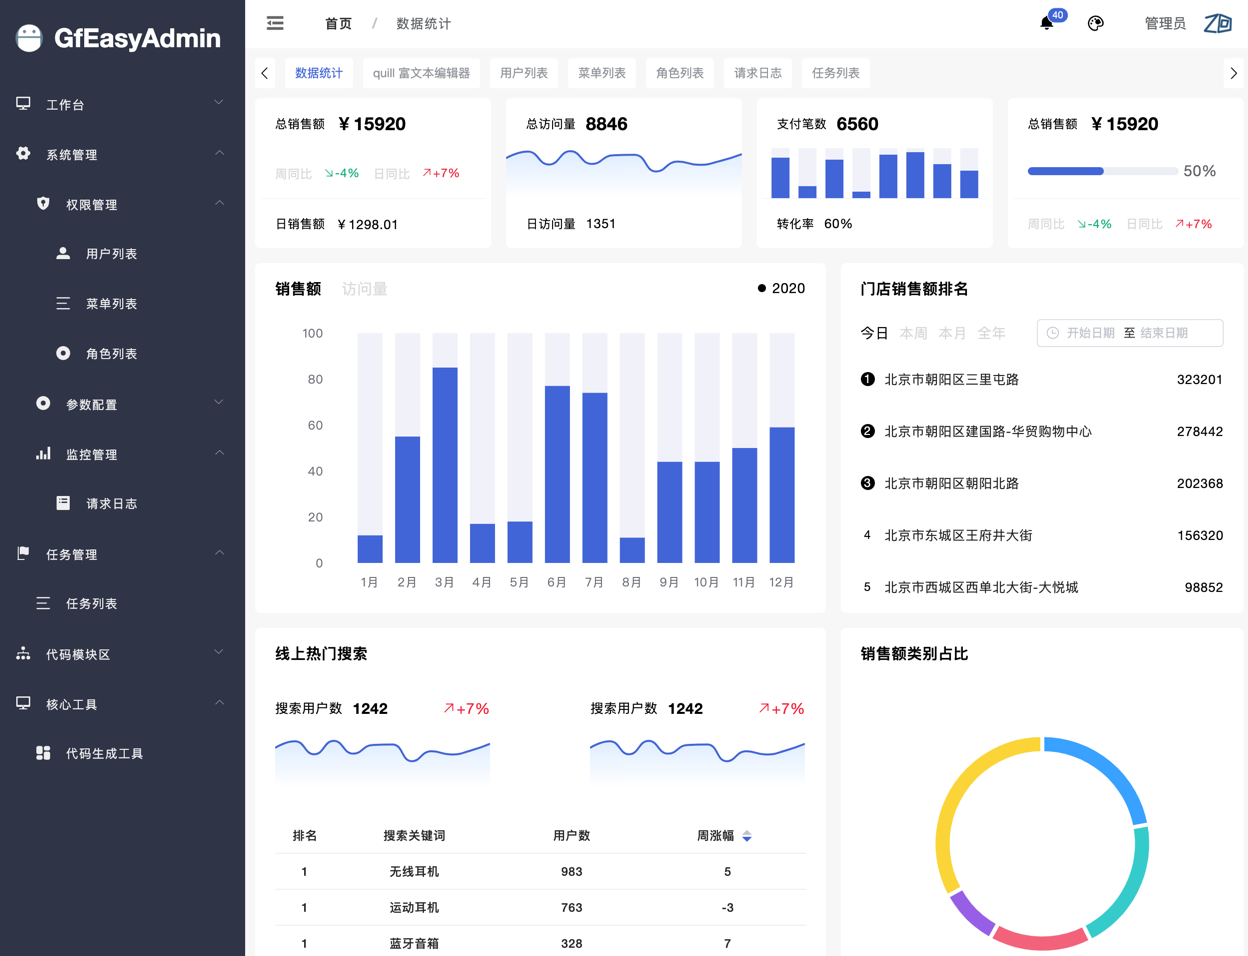 GfEasyAdmin
工作台
系统管理
权限管理
用户列表
菜单列表
角色列表
参数配置
监控管理
请求日志
任务管理
任务列表
代码模块区
核心工具
代码生成工具
首页 / 数据统计
40
管理员
数据统计 quill 富文本编辑器 用户列表 菜单列表 角色列表 请求日志 任务列表
总销售额 ¥ 15920
周同比 ↘-4% 日同比 ↗+7%
日销售额 ¥ 1298.01
总访问量 8846
日访问量 1351
支付笔数 6560
转化率 60%
总销售额 ¥ 15920
50%
周同比 ↘-4% 日同比 ↗+7%
销售额 访问量
2020
100
80
60
40
20
0
1月 2月 3月 4月 5月 6月 7月 8月 9月 10月 11月 12月
门店销售额排名
今日 本周 本月 全年 开始日期 至 结束日期
1 北京市朝阳区三里屯路 323201
2 北京市朝阳区建国路-华贸购物中心 278442
3 北京市朝阳区朝阳北路 202368
4 北京市东城区王府井大街 156320
5 北京市西城区西单北大街-大悦城 98852
线上热门搜索
搜索用户数 1242 ↗+7%
搜索用户数 1242 ↗+7%
排名 搜索关键词 用户数 周涨幅
1 无线耳机 983 5
1 运动耳机 763 -3
1 蓝牙音箱 328 7
销售额类别占比